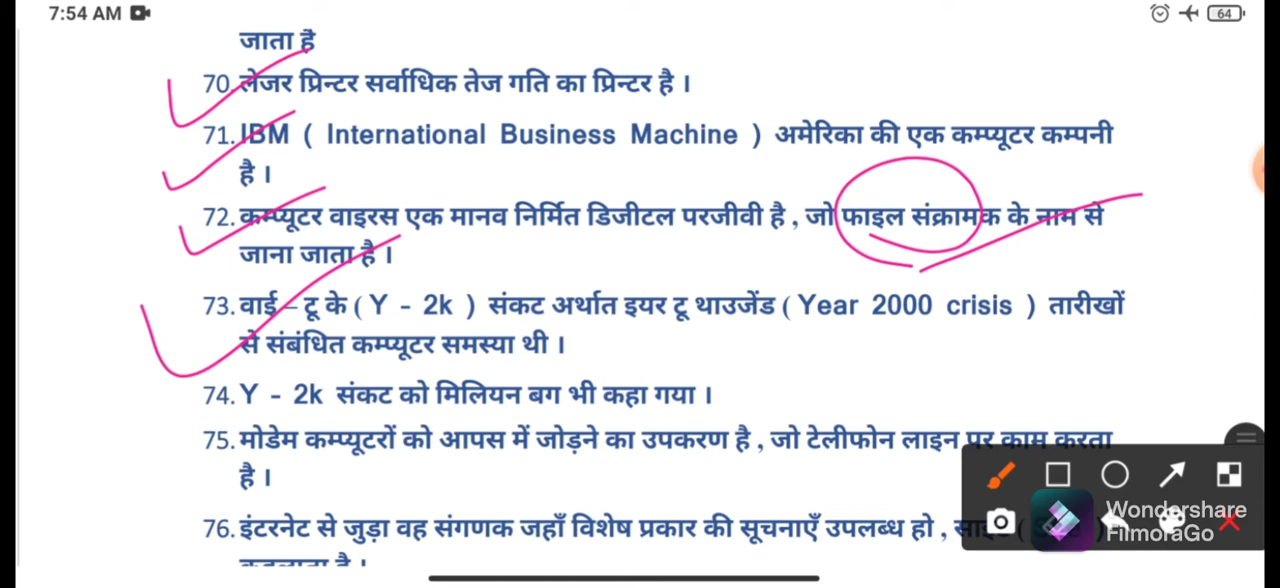 7:54 AM 64
जाता है
70. लेजर प्रिन्टर सर्वाधिक तेज गति का प्रिन्टर है ।
71. IBM ( International Business Machine ) अमेरिका की एक कम्प्यूटर कम्पनी
है ।
72. कम्प्यूटर वाइरस एक मानव निर्मित डिजीटल परजीवी है , जो फाइल संक्रामक के नाम से
जाना जाता है ।
73. वाई – टू के ( Y - 2k ) संकट अर्थात इयर टू थाउजेंड ( Year 2000 crisis ) तारीखों
से संबंधित कम्प्यूटर समस्या थी ।
74. Y - 2k संकट को मिलियन बग भी कहा गया ।
75. मोडेम कम्प्यूटरों को आपस में जोड़ने का उपकरण है , जो टेलीफोन लाइन पर काम करता
है ।
76. इंटरनेट से जुड़ा वह संगणक जहाँ विशेष प्रकार की सूचनाएँ उपलब्ध हो ,
Wondershare
FilmoraGo